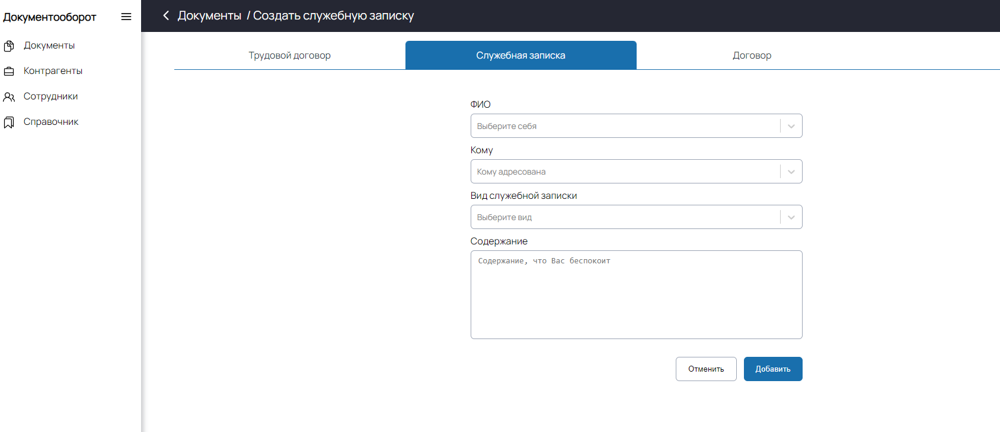 Документооборот
Документы / Создать служебную записку
Документы
Контрагенты
Сотрудники
Справочник
Трудовой договор
Служебная записка
Договор
ФИО
Выберите себя
Кому
Кому адресована
Вид служебной записки
Выберите вид
Содержание
Содержание, что Вас беспокоит
Отменить
Добавить